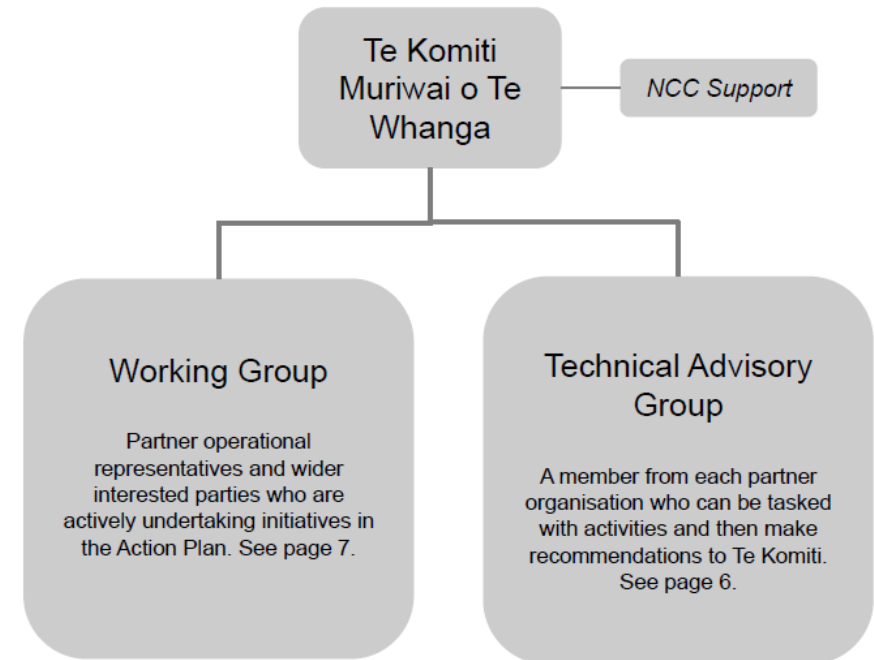 Te Komiti
Muriwai o Te
Whanga
NCC Support
Working Group
Partner operational
representatives and wider
interested parties who are
actively undertaking initiatives in
the Action Plan. See page 7.
Technical Advisory
Group
A member from each partner
organisation who can be tasked
with activities and then make
recommendations to Te Komiti.
See page 6.